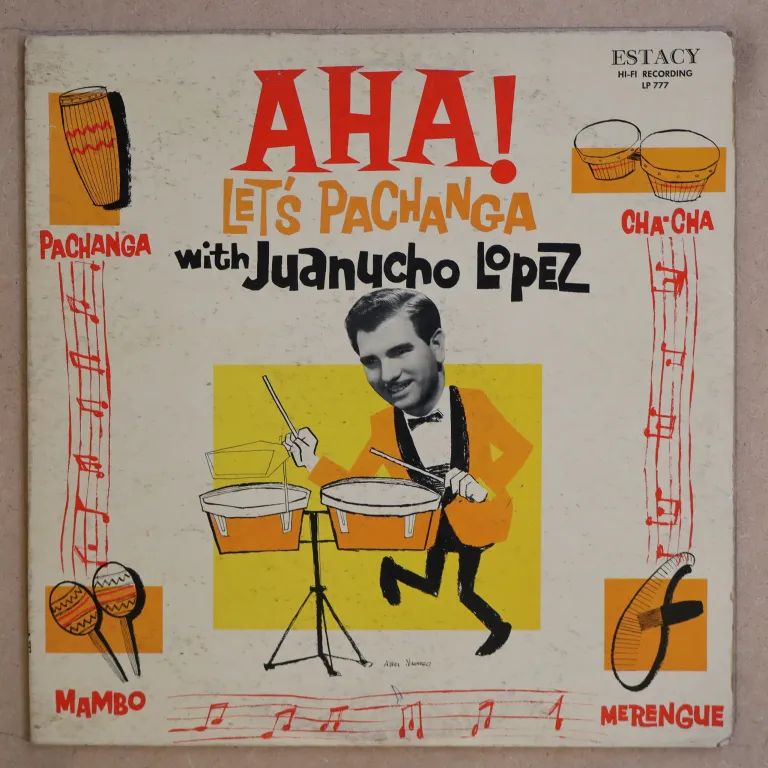 ESTACY
HI-FI RECORDING
LP 777
AHA!
LET'S PACHANGA
with Juanucho Lopez
PACHANGA
CHA-CHA
MAMBO
MERENGUE